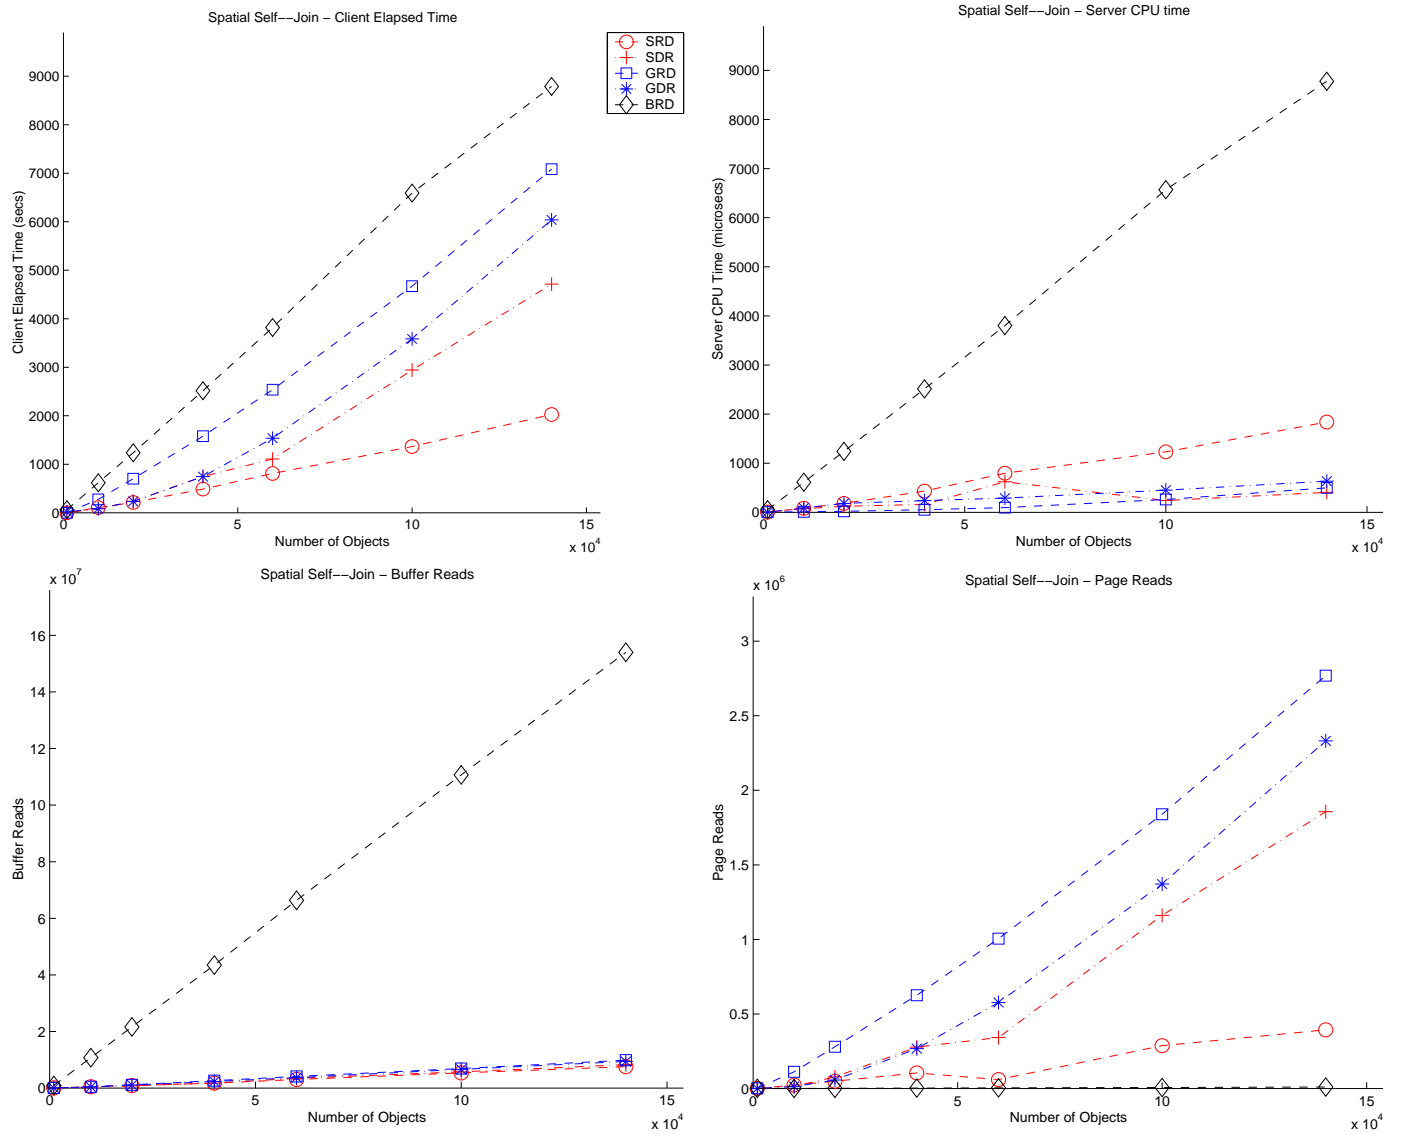 Spatial Self--Join - Client Elapsed Time
Client Elapsed Time (secs)
9000
8000
7000
6000
5000
4000
3000
2000
1000
0
0
5
10
15
x 10^4
Number of Objects
SRD
SDR
GRD
GDR
BRD
Spatial Self--Join - Server CPU time
Server CPU Time (microsecs)
9000
8000
7000
6000
5000
4000
3000
2000
1000
0
0
5
10
15
x 10^4
Number of Objects
Spatial Self--Join - Buffer Reads
x 10^7
Buffer Reads
16
14
12
10
8
6
4
2
0
0
5
10
15
x 10^4
Number of Objects
Spatial Self--Join - Page Reads
x 10^6
Page Reads
3
2.5
2
1.5
1
0.5
0
0
5
10
15
x 10^4
Number of Objects